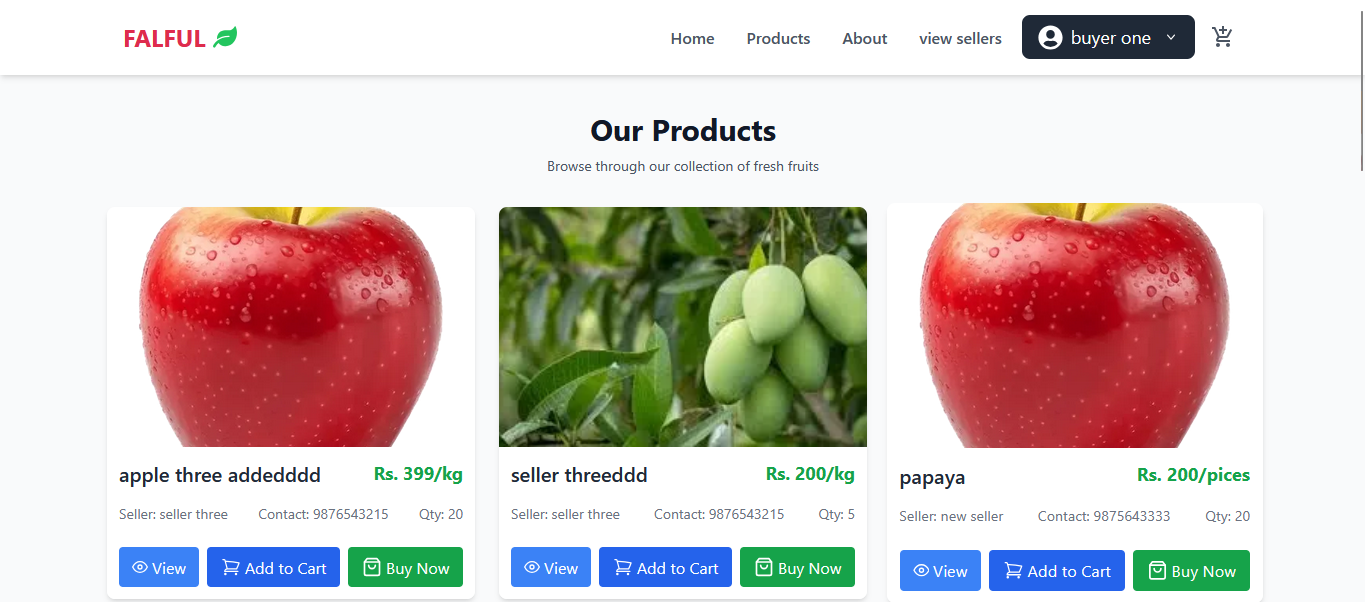 FALFUL
Home Products About view sellers buyer one
Our Products
Browse through our collection of fresh fruits
apple three addedddd Rs. 399/kg
Seller: seller three Contact: 9876543215 Qty: 20
View Add to Cart Buy Now
seller threeddd Rs. 200/kg
Seller: seller three Contact: 9876543215 Qty: 5
View Add to Cart Buy Now
papaya Rs. 200/pices
Seller: new seller Contact: 9875643333 Qty: 20
View Add to Cart Buy Now